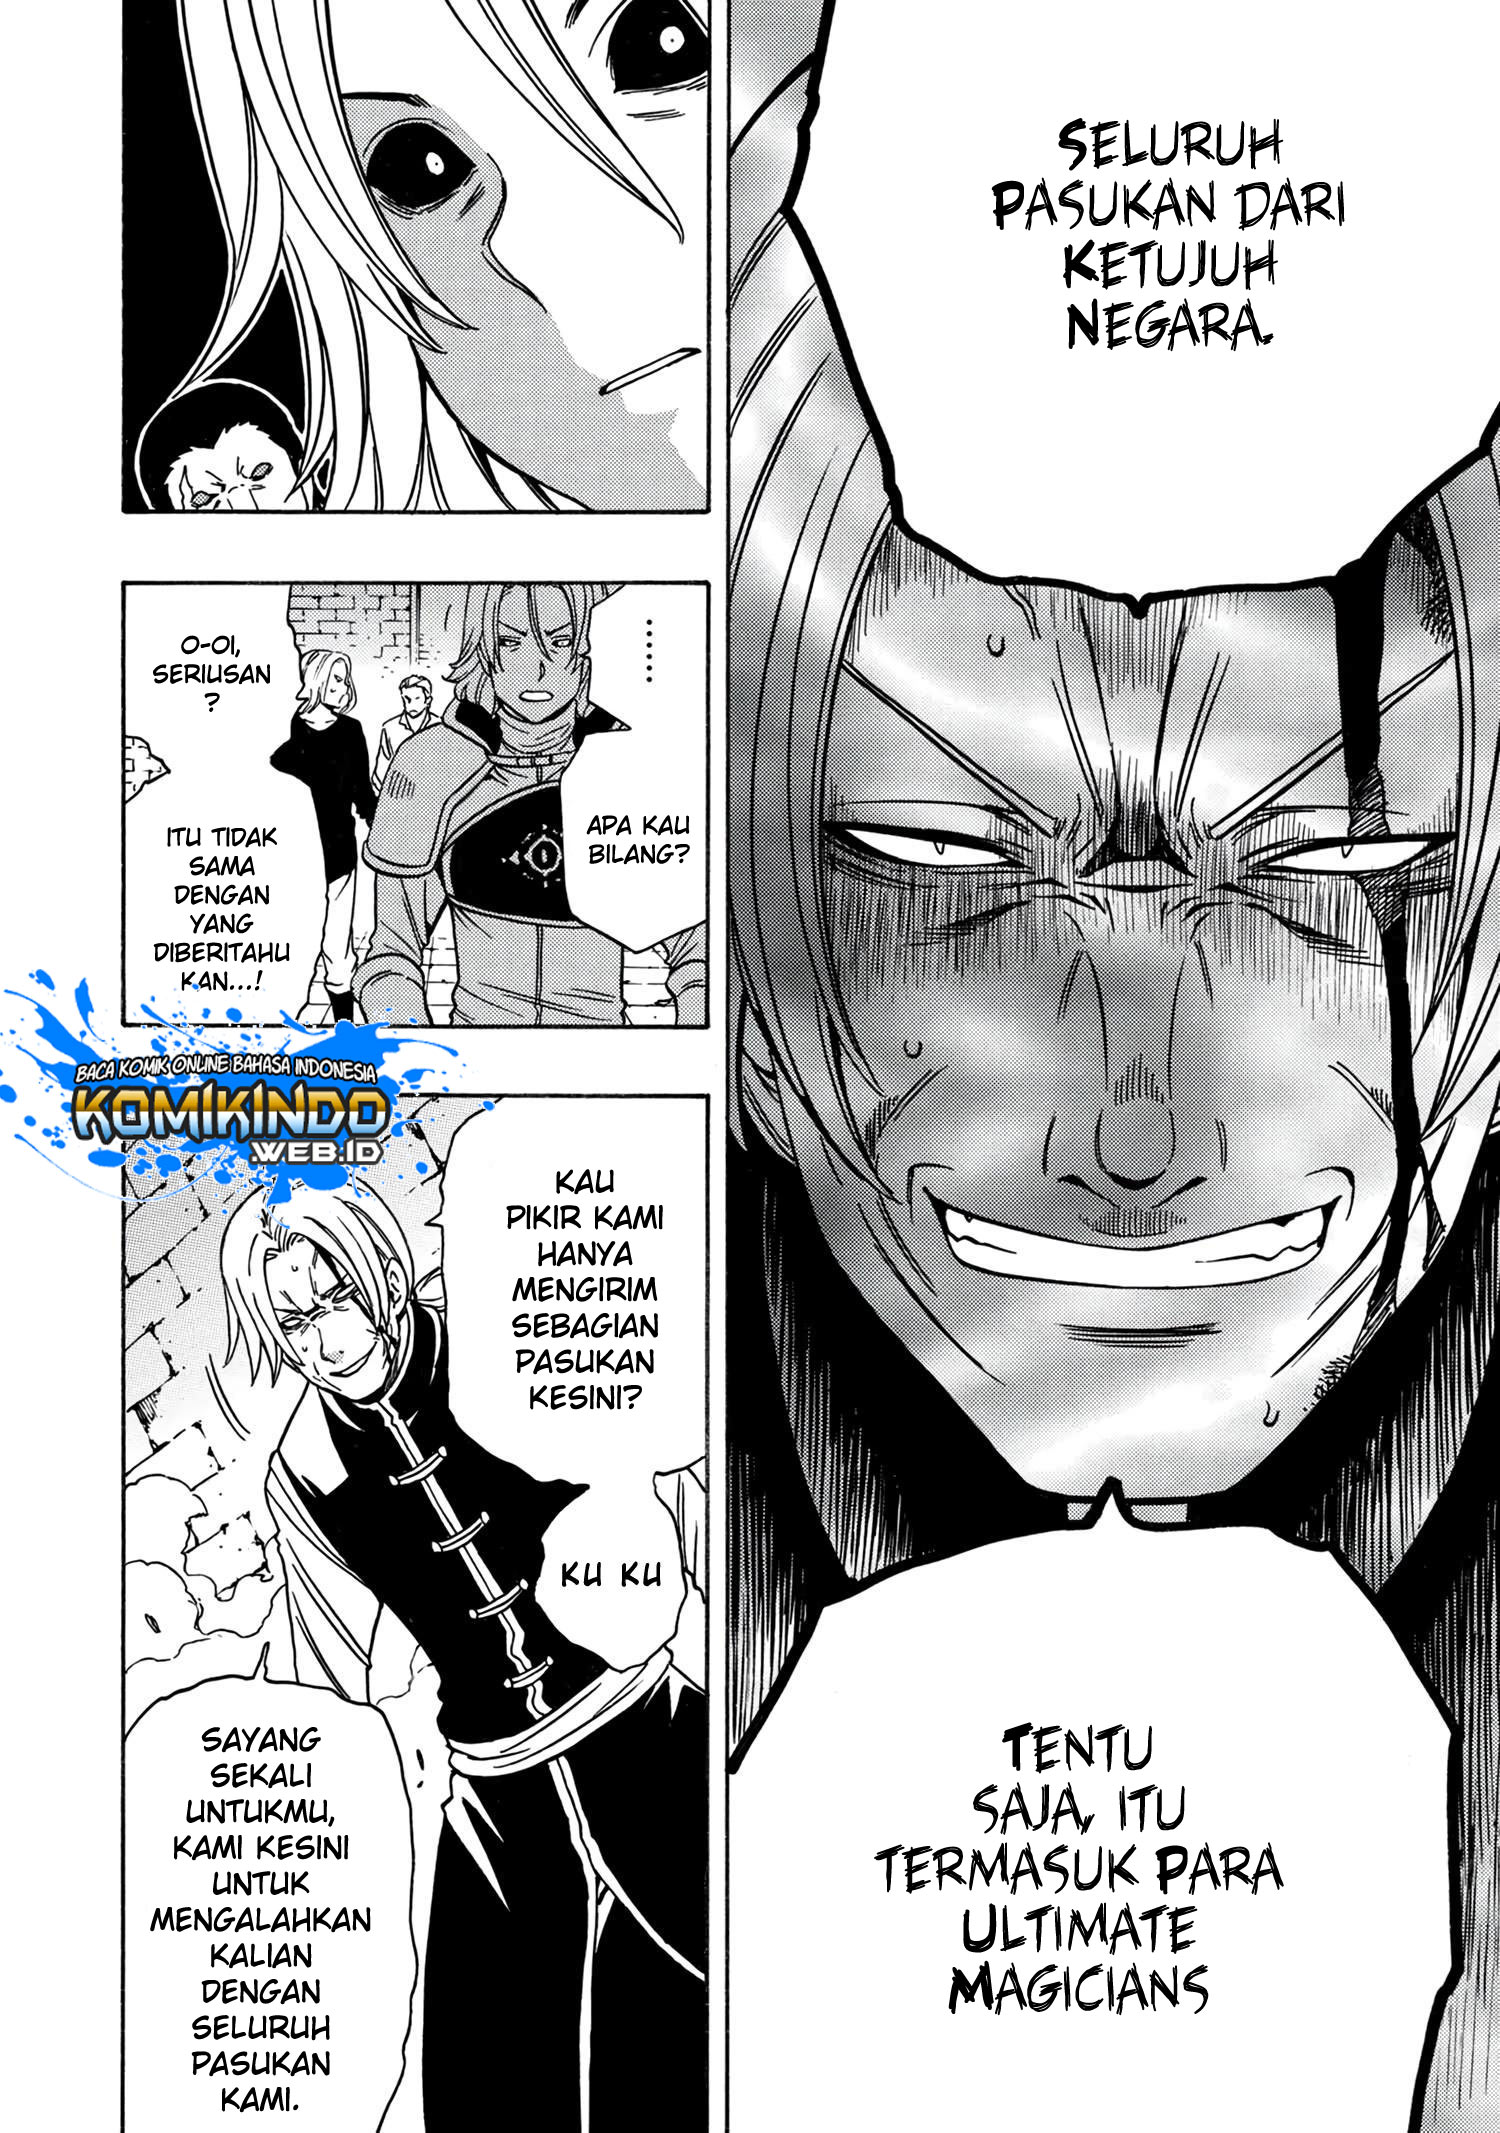 SELURUH
PASUKAN DARI
KETUJUH
NEGARA.
TENTU
SAJA, ITU
TERMASUK PARA
ULTIMATE
MAGICIANS
......
APA KAU
BILANG?
O-OI,
SERIUSAN
?
ITU TIDAK
SAMA
DENGAN
YANG
DIBERITAHU
KAN...!
BACA KOMIK ONLINE BAHASA INDONESIA
KOMIKINDO
.WEB.ID
KAU
PIKIR KAMI
HANYA
MENGIRIM
SEBAGIAN
PASUKAN
KESINI?
KU KU
SAYANG
SEKALI
UNTUKMU,
KAMI KESINI
UNTUK
MENGALAHKAN
KALIAN
DENGAN
SELURUH
PASUKAN
KAMI.